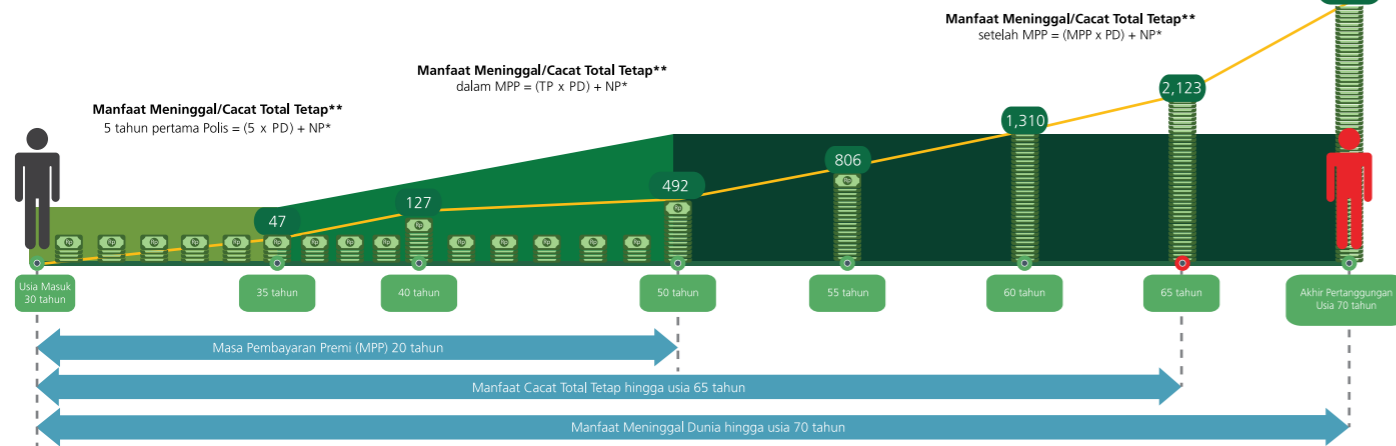 Manfaat Meninggal/Cacat Total Tetap**
setelah MPP = (MPP x PD) + NP*
Manfaat Meninggal/Cacat Total Tetap**
dalam MPP = (TP x PD) + NP*
Manfaat Meninggal/Cacat Total Tetap**
5 tahun pertama Polis = (5 x PD) + NP*
47
127
492
806
1,310
2,123
Usia Masuk
30 tahun
35 tahun
40 tahun
50 tahun
55 tahun
60 tahun
65 tahun
Akhir Pertanggungan
Usia 70 tahun
Masa Pembayaran Premi (MPP) 20 tahun
Manfaat Cacat Total Tetap hingga usia 65 tahun
Manfaat Meninggal Dunia hingga usia 70 tahun